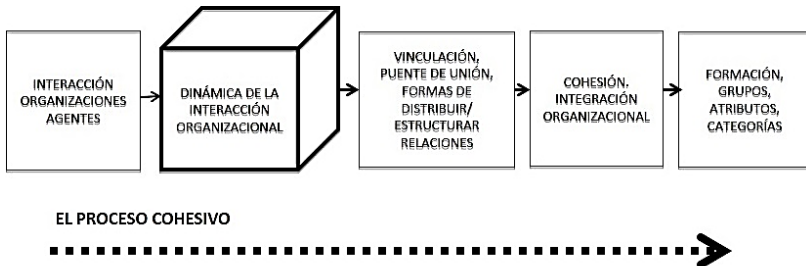 INTERACCIÓN
ORGANIZACIONES
AGENTES
DINÁMICA DE LA
INTERACCIÓN
ORGANIZACIONAL
VINCULACIÓN,
PUENTE DE UNIÓN,
FORMAS DE
DISTRIBUIR/
ESTRUCTURAR
RELACIONES
COHESIÓN.
INTEGRACIÓN
ORGANIZACIONAL
FORMACIÓN,
GRUPOS,
ATRIBUTOS,
CATEGORÍAS
EL PROCESO COHESIVO